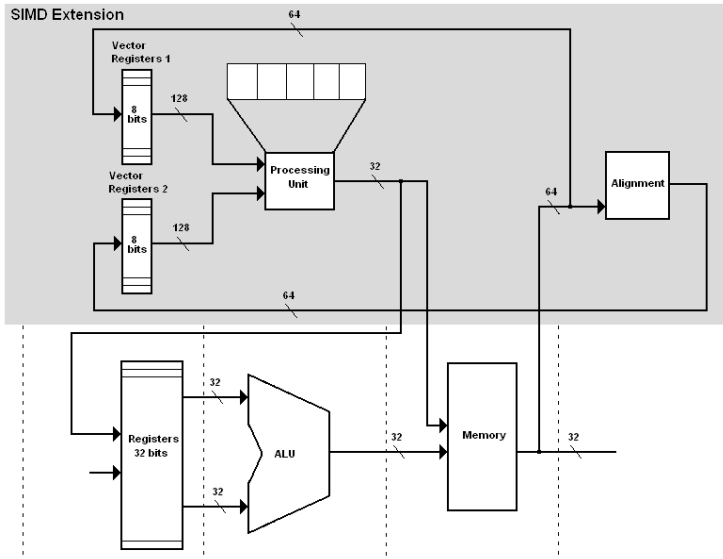 SIMD Extension
64
Vector
Registers 1
8
bits
128
Processing
Unit
32
Alignment
64
Vector
Registers 2
8
bits
128
64
Registers
32 bits
32
32
ALU
32
Memory
32